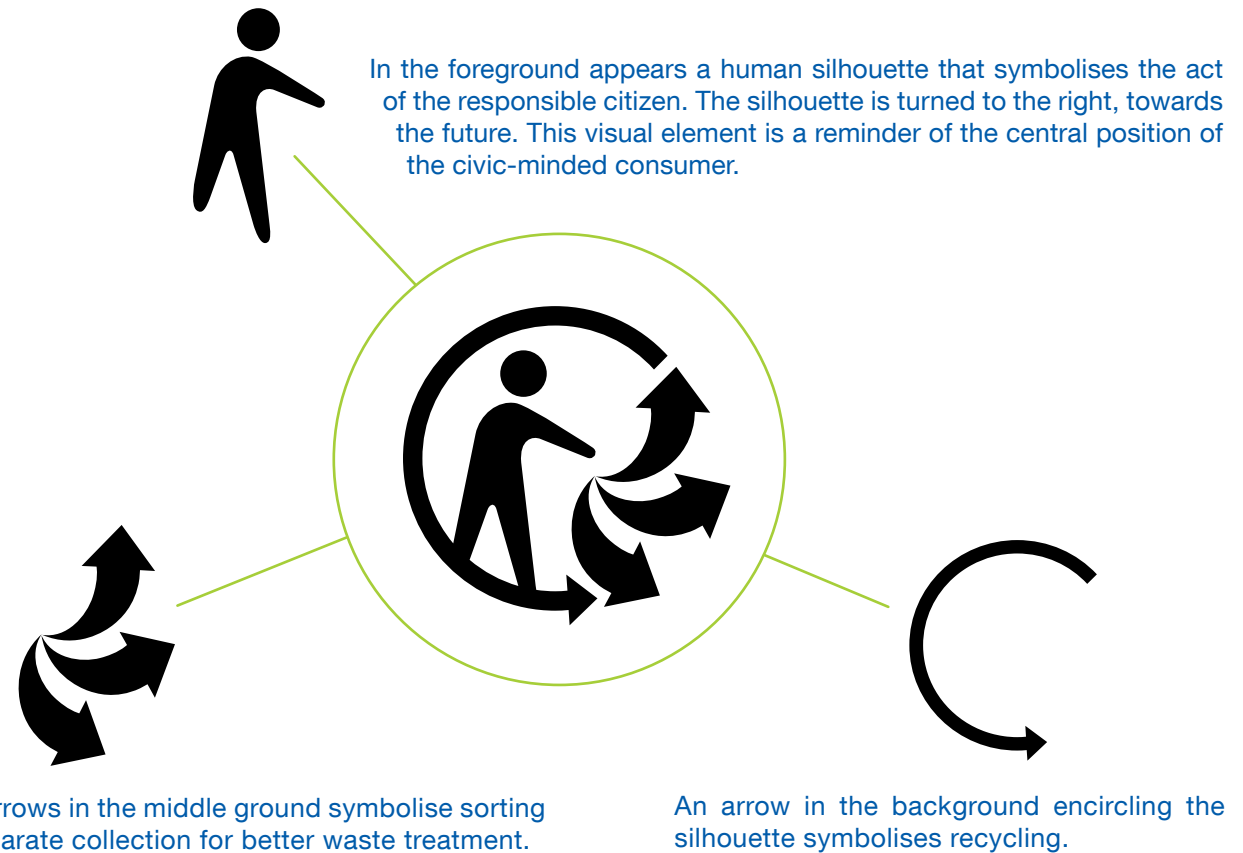 In the foreground appears a human silhouette that symbolises the act
of the responsible citizen. The silhouette is turned to the right, towards
the future. This visual element is a reminder of the central position of
the civic-minded consumer.
rrows in the middle ground symbolise sorting
arate collection for better waste treatment.
An arrow in the background encircling the
silhouette symbolises recycling.